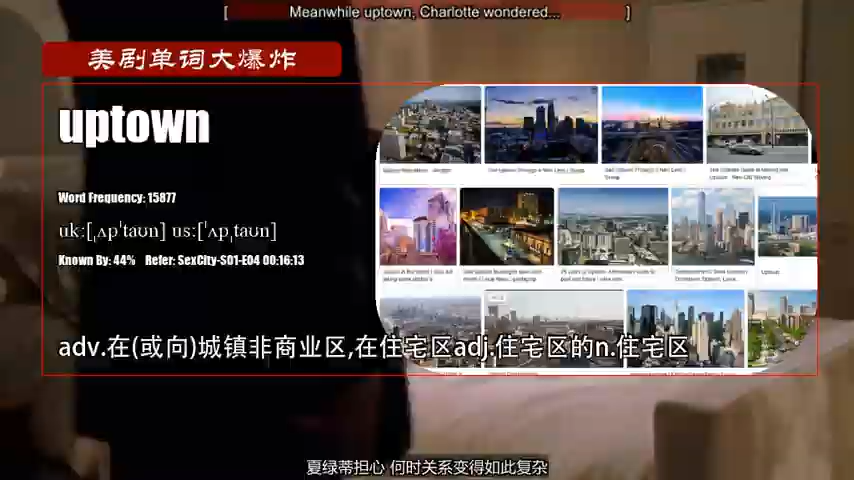 [ Meanwhile uptown, Charlotte wondered... ]
美剧单词大爆炸
uptown
Word Frequency: 15877
uk:[ˌʌpˈtaʊn] us:[ˈʌpˌtaʊn]
Known By: 44% Refer: SexCity-S01-E04 00:16:13
adv.在(或向)城镇非商业区,在住宅区adj.住宅区的n.住宅区
夏绿蒂担心 何时关系变得如此复杂